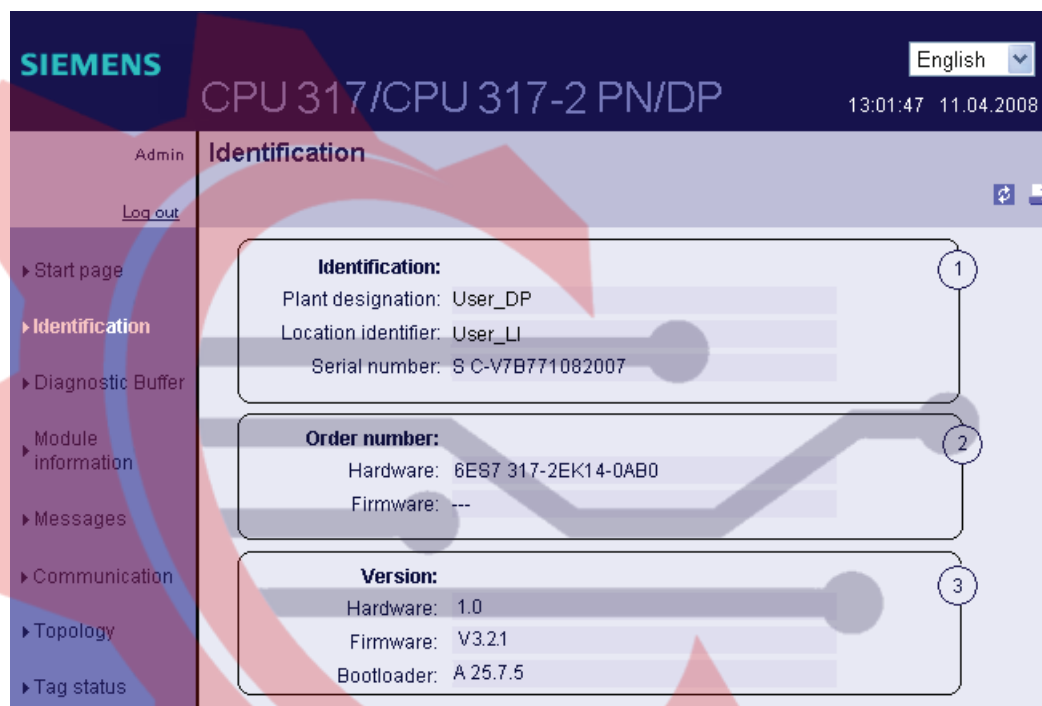 SIEMENS
English
CPU 317/CPU 317-2 PN/DP
13:01:47 11.04.2008
Admin
Identification
Log out
Start page
Identification
Diagnostic Buffer
Module
information
Messages
Communication
Topology
Tag status
Identification:
1
Plant designation: User_DP
Location identifier: User_LI
Serial number: S C-V7B771082007
Order number:
2
Hardware: 6ES7 317-2EK14-0AB0
Firmware: ---
Version:
3
Hardware: 1.0
Firmware: V3.2.1
Bootloader: A 25.7.5